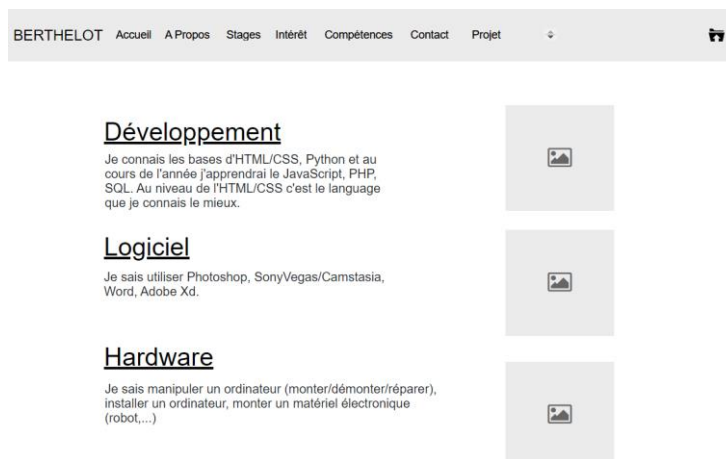 BERTHELOT Accueil A Propos Stages Intérêt Compétences Contact Projet
Développement
Je connais les bases d'HTML/CSS, Python et au
cours de l'année j'apprendrai le JavaScript, PHP,
SQL. Au niveau de l'HTML/CSS c'est le language
que je connais le mieux.
Logiciel
Je sais utiliser Photoshop, SonyVegas/Camstasia,
Word, Adobe Xd.
Hardware
Je sais manipuler un ordinateur (monter/démonter/réparer),
installer un ordinateur, monter un matériel électronique
(robot,...)